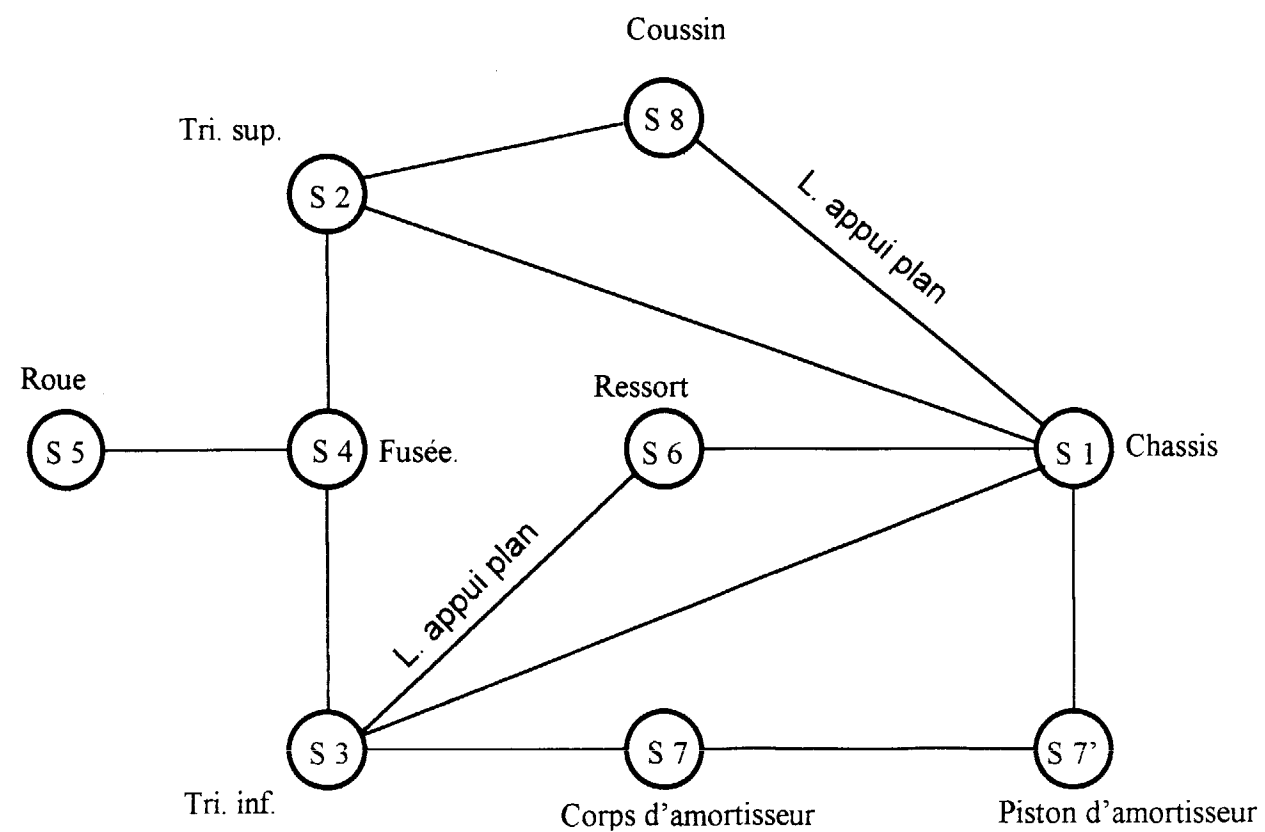 Coussin
S 8
Tri. sup.
S 2
L. appui plan
Roue
Ressort
S 5
S 4
Fusée.
S 6
S 1
Chassis
L. appui plan
S 3
S 7
S 7'
Tri. inf.
Corps d'amortisseur
Piston d'amortisseur